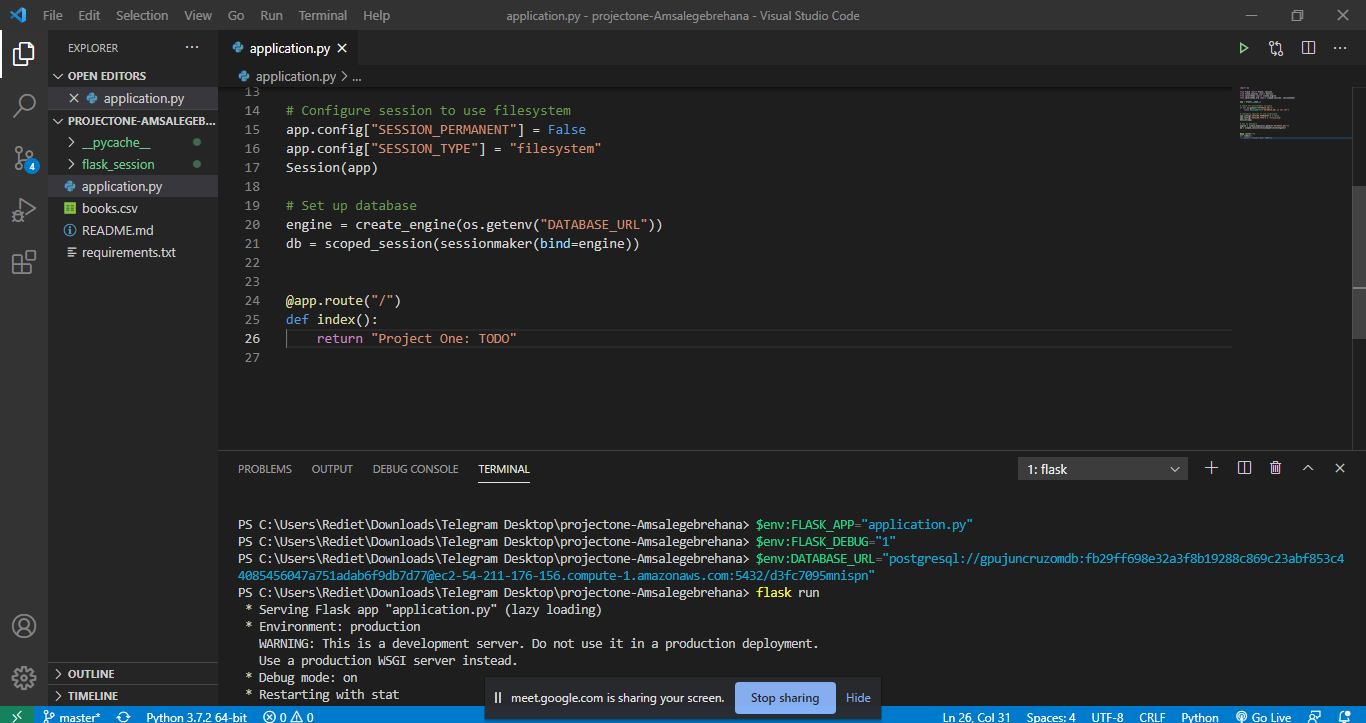 File Edit Selection View Go Run Terminal Help
application.py - projectone-Amsalegebrehana - Visual Studio Code
EXPLORER
OPEN EDITORS
application.py
PROJECTONE-AMSALEGEB...
__pycache__
flask_session
application.py
books.csv
README.md
requirements.txt
OUTLINE
TIMELINE
4
application.py
application.py > ...
13
14 # Configure session to use filesystem
15 app.config["SESSION_PERMANENT"] = False
16 app.config["SESSION_TYPE"] = "filesystem"
17 Session(app)
18
19 # Set up database
20 engine = create_engine(os.getenv("DATABASE_URL"))
21 db = scoped_session(sessionmaker(bind=engine))
22
23
24 @app.route("/")
25 def index():
26     return "Project One: TODO"
27
PROBLEMS OUTPUT DEBUG CONSOLE TERMINAL
1: flask
PS C:\Users\Rediet\Downloads\Telegram Desktop\projectone-Amsalegebrehana> $env:FLASK_APP="application.py"
PS C:\Users\Rediet\Downloads\Telegram Desktop\projectone-Amsalegebrehana> $env:FLASK_DEBUG="1"
PS C:\Users\Rediet\Downloads\Telegram Desktop\projectone-Amsalegebrehana> $env:DATABASE_URL="postgresql://gpujuncruzomdb:fb29ff698e32a3f8b19288c869c23abf853c4
4085456047a751adab6f9db7d77@ec2-54-211-176-156.compute-1.amazonaws.com:5432/d3fc7095mnispn"
PS C:\Users\Rediet\Downloads\Telegram Desktop\projectone-Amsalegebrehana> flask run
 * Serving Flask app "application.py" (lazy loading)
 * Environment: production
   WARNING: This is a development server. Do not use it in a production deployment.
   Use a production WSGI server instead.
 * Debug mode: on
 * Restarting with stat
meet.google.com is sharing your screen. Stop sharing Hide
master* Python 3.7.2 64-bit 0 0 Ln 26, Col 31 Spaces: 4 UTF-8 CRLF Python Go Live